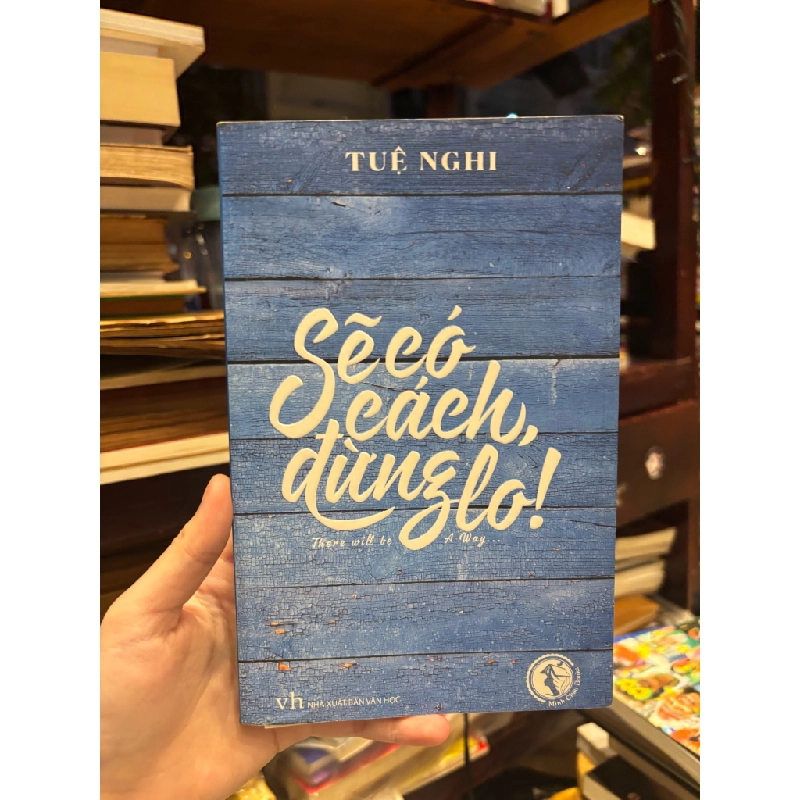 TUỆ NGHI
Sẽ có
cách,
đừng lo!
There will be A Way...
vh NHÀ XUẤT BẢN VĂN HỌC